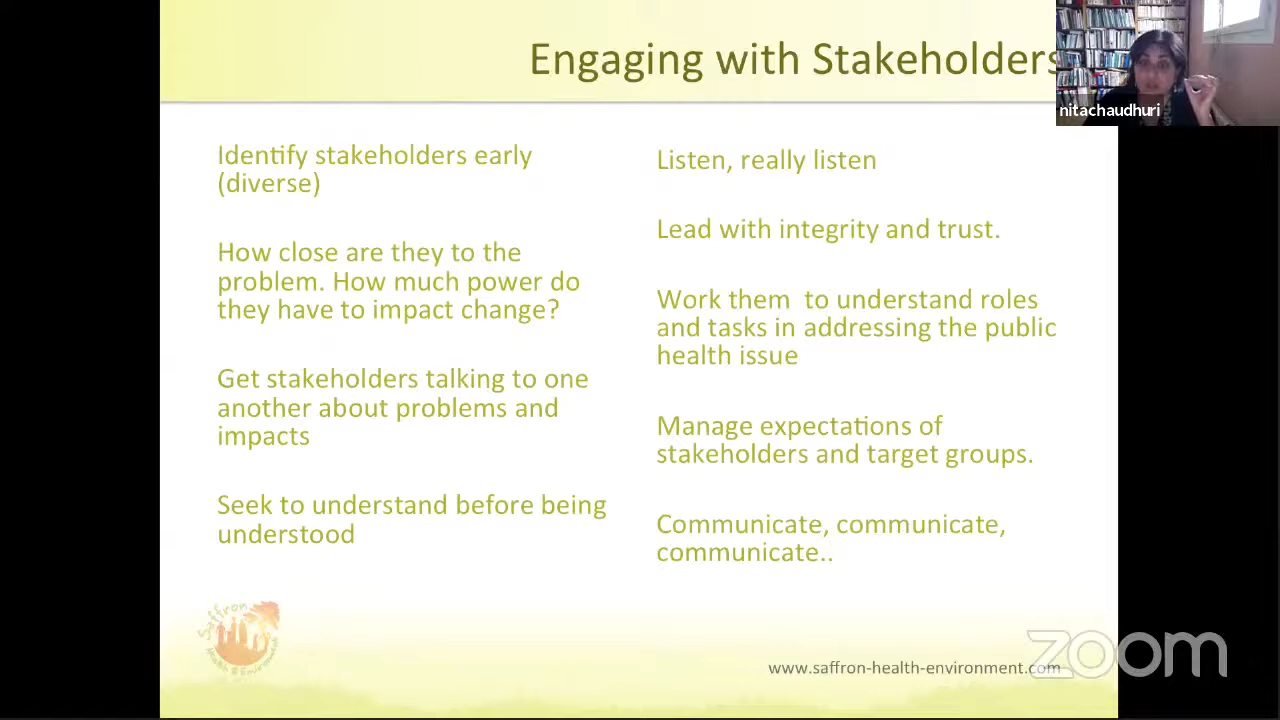 Engaging with Stakeholders
nitachaudhuri
Identify stakeholders early
(diverse)
How close are they to the
problem. How much power do
they have to impact change?
Get stakeholders talking to one
another about problems and
impacts
Seek to understand before being
understood
Listen, really listen
Lead with integrity and trust.
Work them  to understand roles
and tasks in addressing the public
health issue
Manage expectations of
stakeholders and target groups.
Communicate, communicate,
communicate..
Saffron
Health & Environment
www.saffron-health-environment.com
zoom